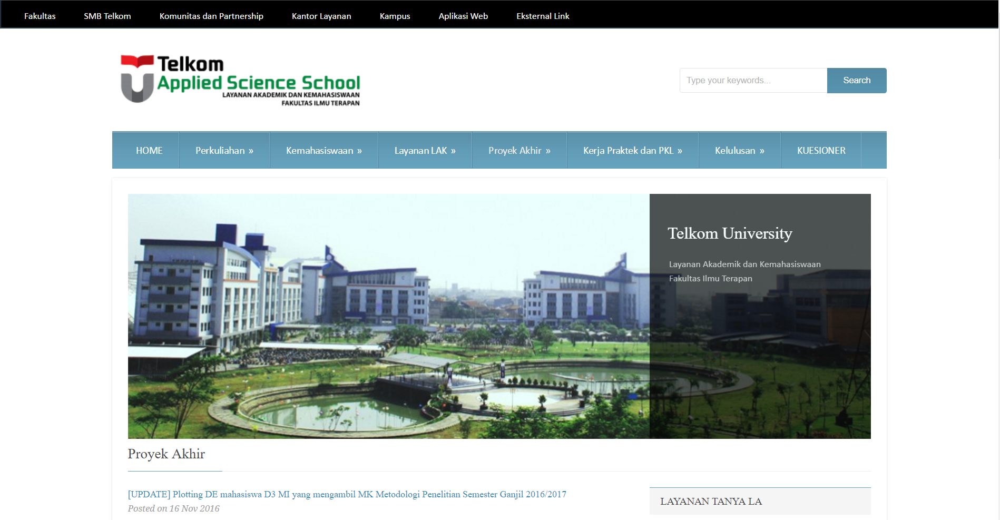 Fakultas SMB Telkom Komunitas dan Partnership Kantor Layanan Kampus Aplikasi Web Eksternal Link
Telkom
Applied Science School
LAYANAN AKADEMIK DAN KEMAHASISWAAN
FAKULTAS ILMU TERAPAN
Type your keywords... Search
HOME Perkuliahan » Kemahasiswaan » Layanan LAK » Proyek Akhir » Kerja Praktek dan PKL » Kelulusan » KUESIONER
Telkom University
Layanan Akademik dan Kemahasiswaan
Fakultas Ilmu Terapan
Proyek Akhir
[UPDATE] Plotting DE mahasiswa D3 MI yang mengambil MK Metodologi Penelitian Semester Ganjil 2016/2017
Posted on 16 Nov 2016
LAYANAN TANYA LA